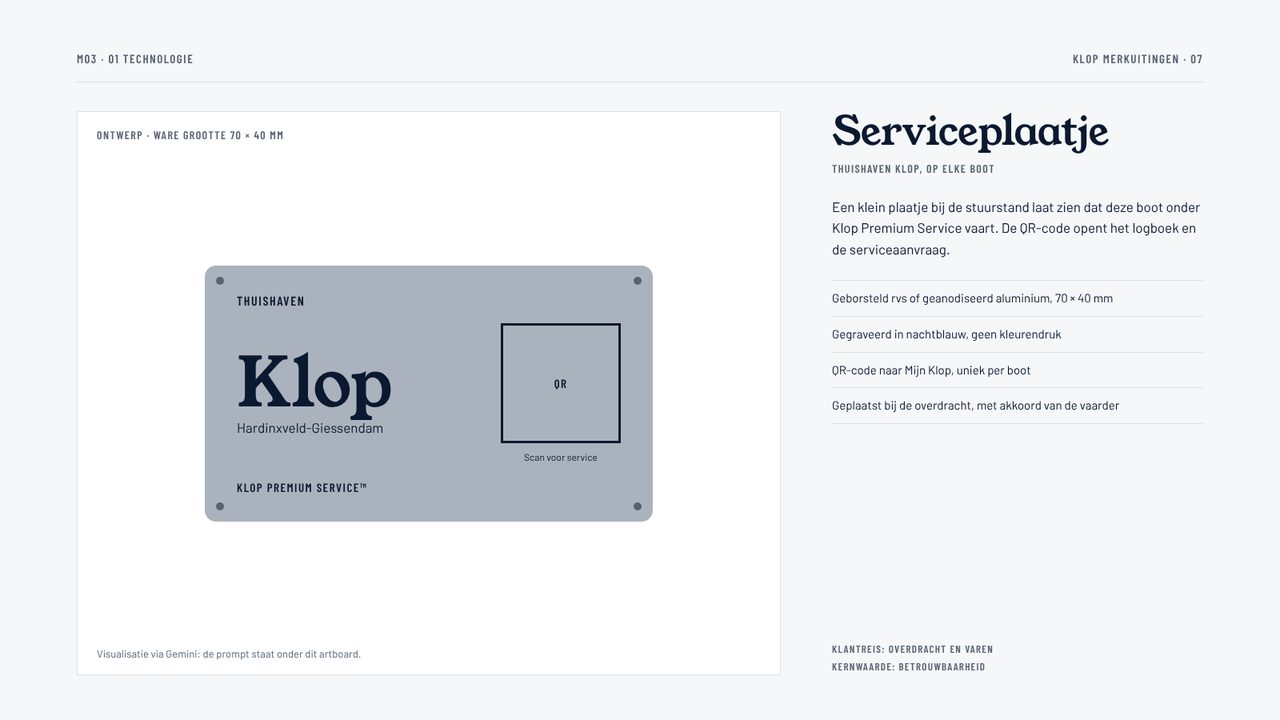 M03 · 01 TECHNOLOGIE
KLOP MERKUITINGEN · 07
ONTWERP · WARE GROOTTE 70 × 40 MM
THUISHAVEN
Klop
Hardinxveld-Giessendam
KLOP PREMIUM SERVICE™
QR
Scan voor service
Visualisatie via Gemini: de prompt staat onder dit artboard.
Serviceplaatje
THUISHAVEN KLOP, OP ELKE BOOT
Een klein plaatje bij de stuurstand laat zien dat deze boot onder
Klop Premium Service vaart. De QR-code opent het logboek en
de serviceaanvraag.
Geborsteld rvs of geanodiseerd aluminium, 70 × 40 mm
Gegraveerd in nachtblauw, geen kleurendruk
QR-code naar Mijn Klop, uniek per boot
Geplaatst bij de overdracht, met akkoord van de vaarder
KLANTREIS: OVERDRACHT EN VAREN
KERNWAARDE: BETROUWBAARHEID